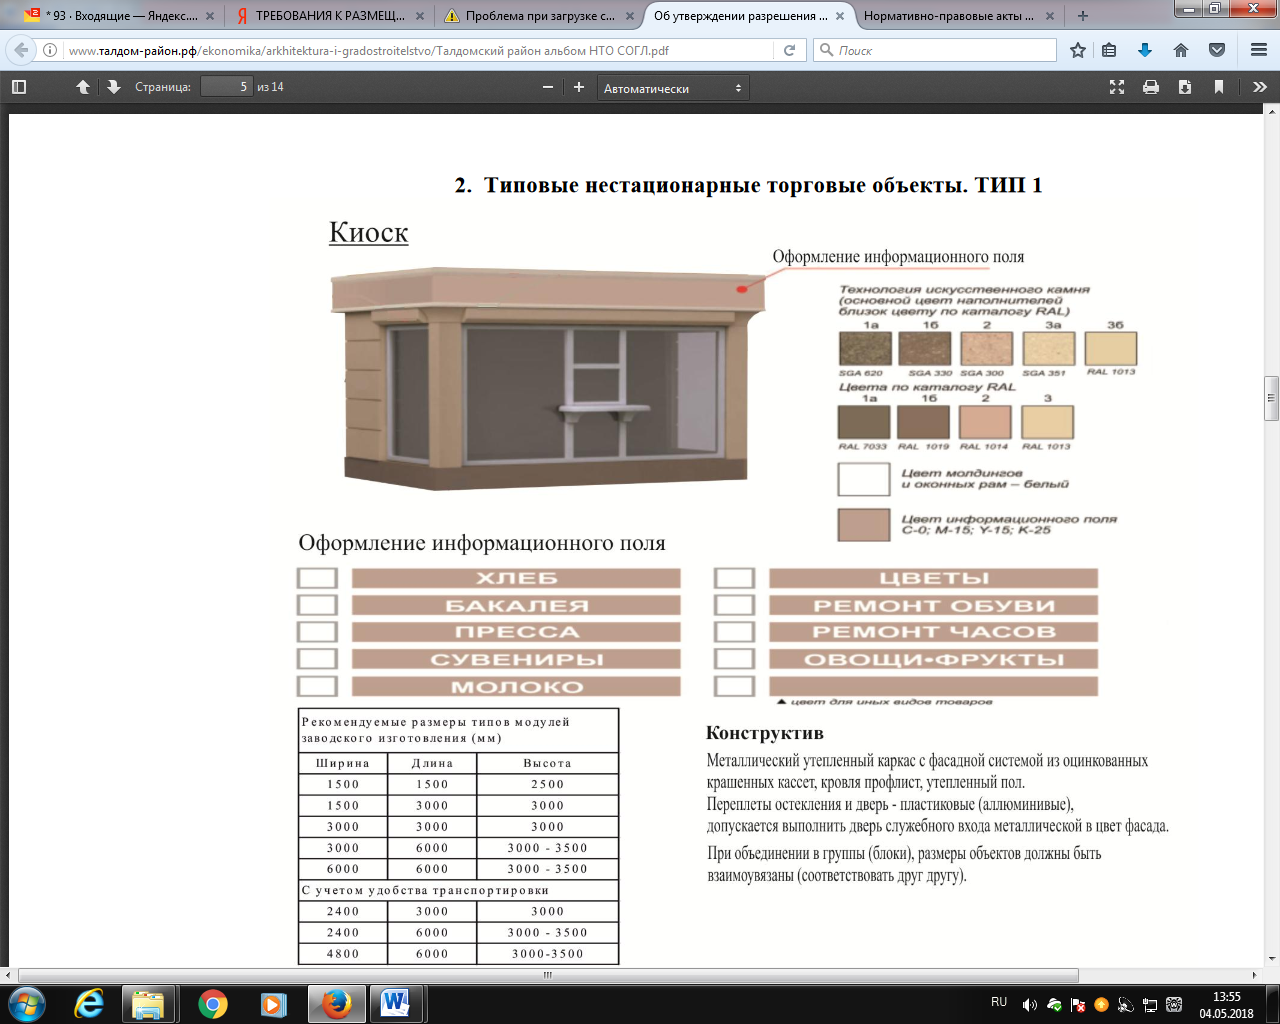 * 93 · Входящие — Яндекс....
ТРЕБОВАНИЯ К РАЗМЕЩ...
Проблема при загрузке с...
Об утверждении разрешения ...
Нормативно-правовые акты ...
www.талдом-район.рф/ekonomika/arkhitektura-i-gradostroitelstvo/Талдомский район альбом НТО СОГЛ.pdf
Поиск
Страница: 5 из 14
Автоматически
2. Типовые нестационарные торговые объекты. ТИП 1
Киоск
Оформление информационного поля
Технология искусственного камня
(основной цвет наполнителей
близок цвету по каталогу RAL)
1а 1б 2 3а 3б
SGA 620 SGA 330 SGA 300 SGA 351 RAL 1013
Цвета по каталогу RAL
1а 1б 2 3
RAL 7033 RAL 1019 RAL 1014 RAL 1013
Цвет молдингов
и оконных рам – белый
Цвет информационного поля
C-0; M-15; Y-15; K-25
Оформление информационного поля
ХЛЕБ
БАКАЛЕЯ
ПРЕССА
СУВЕНИРЫ
МОЛОКО
ЦВЕТЫ
РЕМОНТ ОБУВИ
РЕМОНТ ЧАСОВ
ОВОЩИ•ФРУКТЫ
▲ цвет для иных видов товаров
Рекомендуемые размеры типов модулей
заводского изготовления (мм)
Ширина Длина Высота
1500 1500 2500
1500 3000 3000
3000 3000 3000
3000 6000 3000 - 3500
6000 6000 3000 - 3500
С учетом удобства транспортировки
2400 3000 3000
2400 6000 3000 - 3500
4800 6000 3000-3500
Конструктив
Металлический утепленный каркас с фасадной системой из оцинкованных
крашенных кассет, кровля профлист, утепленный пол.
Переплеты остекления и дверь - пластиковые (аллюминивые),
допускается выполнить дверь служебного входа металлической в цвет фасада.
При объединении в группы (блоки), размеры объектов должны быть
взаимоувязаны (соответствовать друг другу).
RU
13:55
04.05.2018